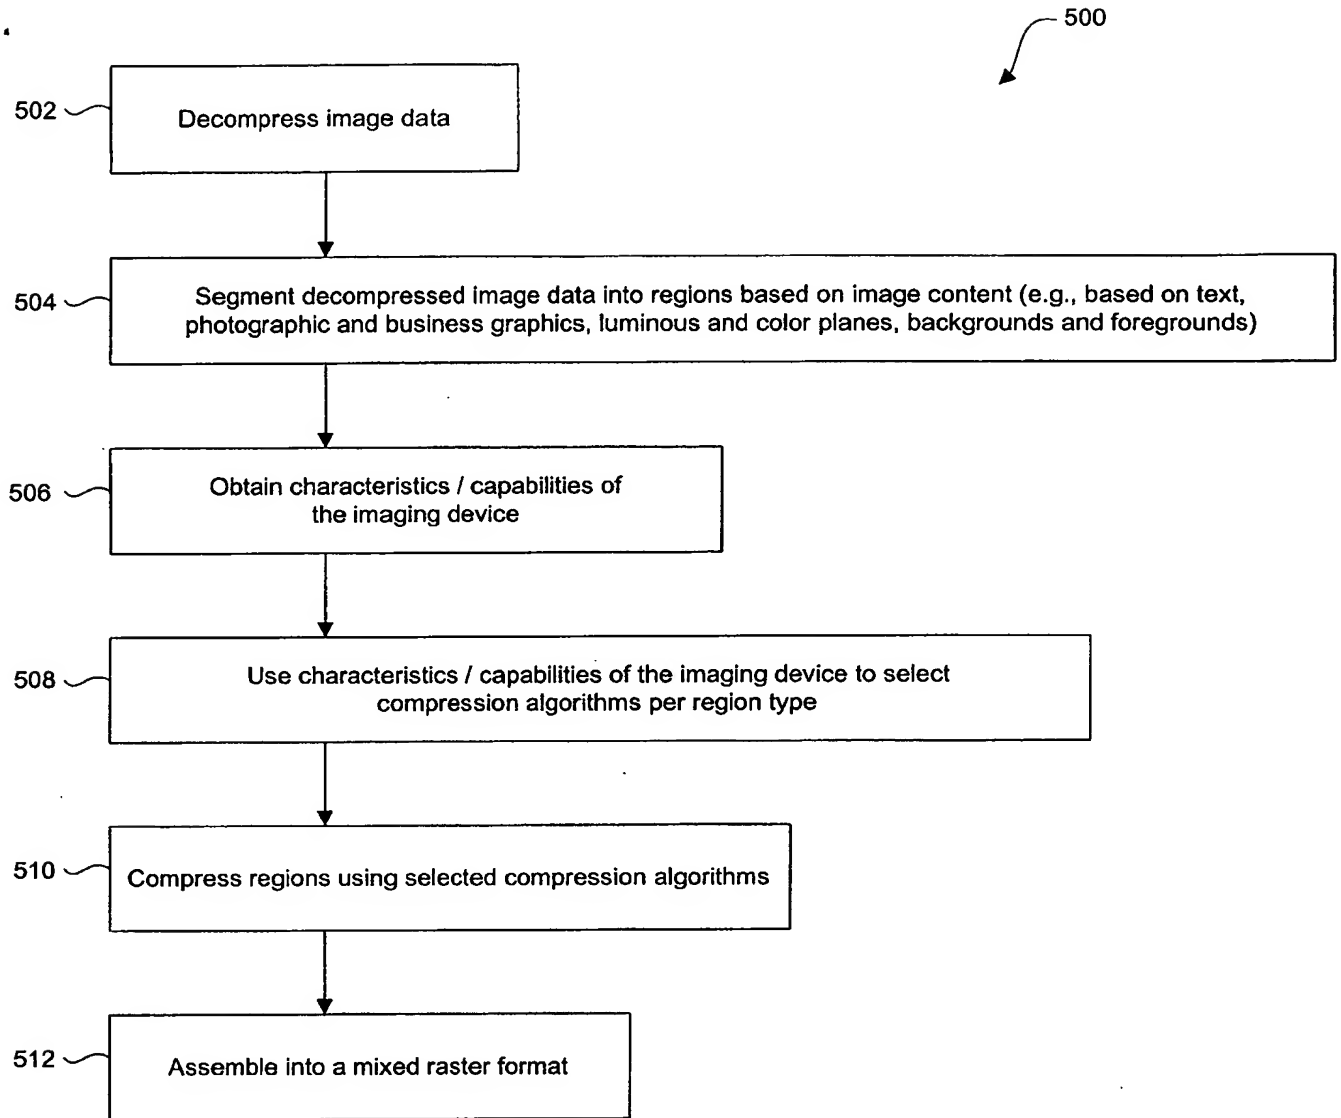 500
502
Decompress image data
504
Segment decompressed image data into regions based on image content (e.g., based on text,
photographic and business graphics, luminous and color planes, backgrounds and foregrounds)
506
Obtain characteristics / capabilities of
the imaging device
508
Use characteristics / capabilities of the imaging device to select
compression algorithms per region type
510
Compress regions using selected compression algorithms
512
Assemble into a mixed raster format